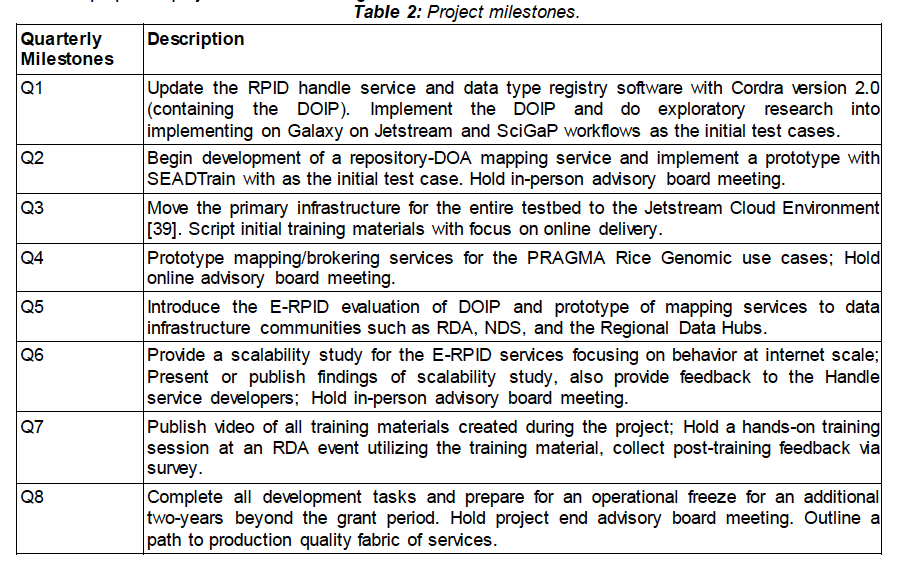 Table 2: Project milestones.
Quarterly
Milestones
Description
Q1
Update the RPID handle service and data type registry software with Cordra version 2.0
(containing the DOIP). Implement the DOIP and do exploratory research into
implementing on Galaxy on Jetstream and SciGaP workflows as the initial test cases.
Q2
Begin development of a repository-DOA mapping service and implement a prototype with
SEADTrain with as the initial test case. Hold in-person advisory board meeting.
Q3
Move the primary infrastructure for the entire testbed to the Jetstream Cloud Environment
[39]. Script initial training materials with focus on online delivery.
Q4
Prototype mapping/brokering services for the PRAGMA Rice Genomic use cases; Hold
online advisory board meeting.
Q5
Introduce the E-RPID evaluation of DOIP and prototype of mapping services to data
infrastructure communities such as RDA, NDS, and the Regional Data Hubs.
Q6
Provide a scalability study for the E-RPID services focusing on behavior at internet scale;
Present or publish findings of scalability study, also provide feedback to the Handle
service developers; Hold in-person advisory board meeting.
Q7
Publish video of all training materials created during the project; Hold a hands-on training
session at an RDA event utilizing the training material, collect post-training feedback via
survey.
Q8
Complete all development tasks and prepare for an operational freeze for an additional
two-years beyond the grant period. Hold project end advisory board meeting. Outline a
path to production quality fabric of services.